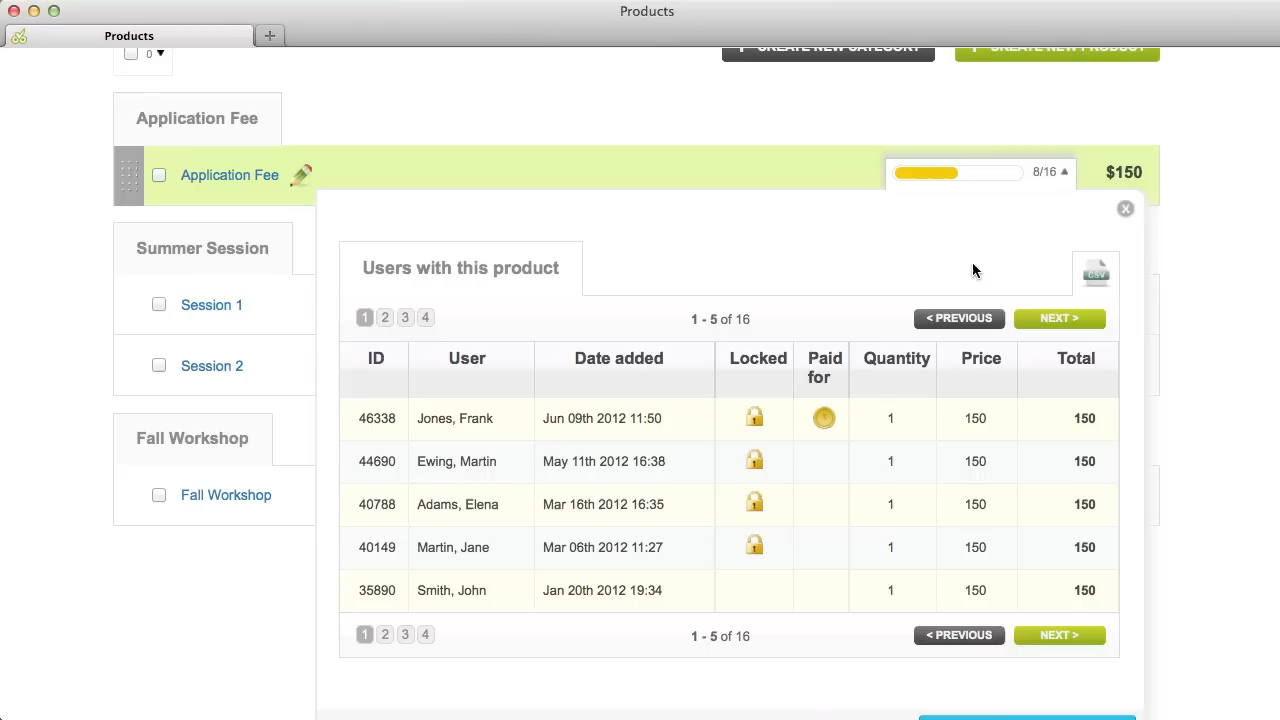 Products
Products
+
0 ▼
+ CREATE NEW CATEGORY
+ CREATE NEW PRODUCT
Application Fee
Application Fee
8/16 ▲
$150
Users with this product
CSV
1 2 3 4
1 - 5 of 16
< PREVIOUS
NEXT >
ID User Date added Locked Paid for Quantity Price Total
46338 Jones, Frank Jun 09th 2012 11:50 1 150 150
44690 Ewing, Martin May 11th 2012 16:38 1 150 150
40788 Adams, Elena Mar 16th 2012 16:35 1 150 150
40149 Martin, Jane Mar 06th 2012 11:27 1 150 150
35890 Smith, John Jan 20th 2012 19:34 1 150 150
1 2 3 4
1 - 5 of 16
< PREVIOUS
NEXT >
Summer Session
Session 1
Session 2
Fall Workshop
Fall Workshop